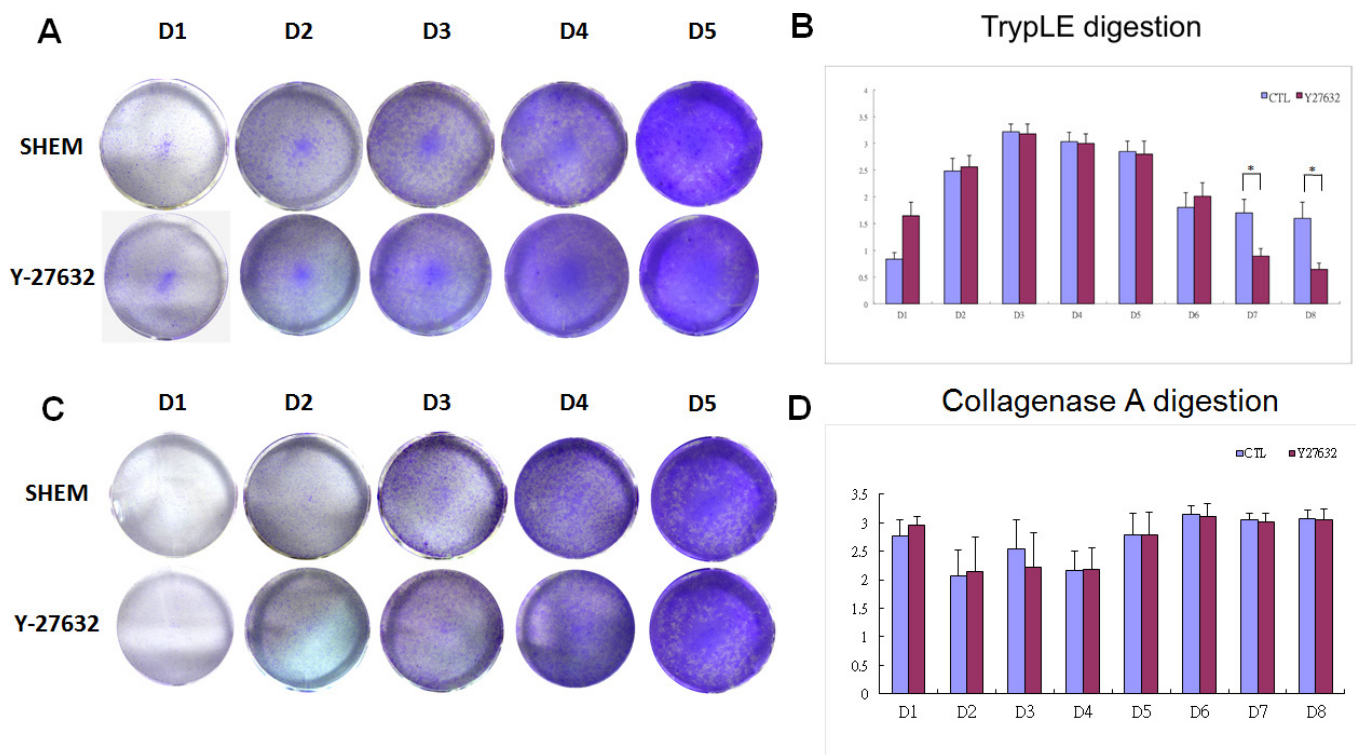 A D1 D2 D3 D4 D5
SHEM
Y-27632
B TrypLE digestion
CTL Y27632
4
3.5
3
2.5
2
1.5
1
0.5
0
* *
D1 D2 D3 D4 D5 D6 D7 D8
C D1 D2 D3 D4 D5
SHEM
Y-27632
D Collagenase A digestion
CTL Y27632
3.5
3
2.5
2
1.5
1
0.5
0
D1 D2 D3 D4 D5 D6 D7 D8